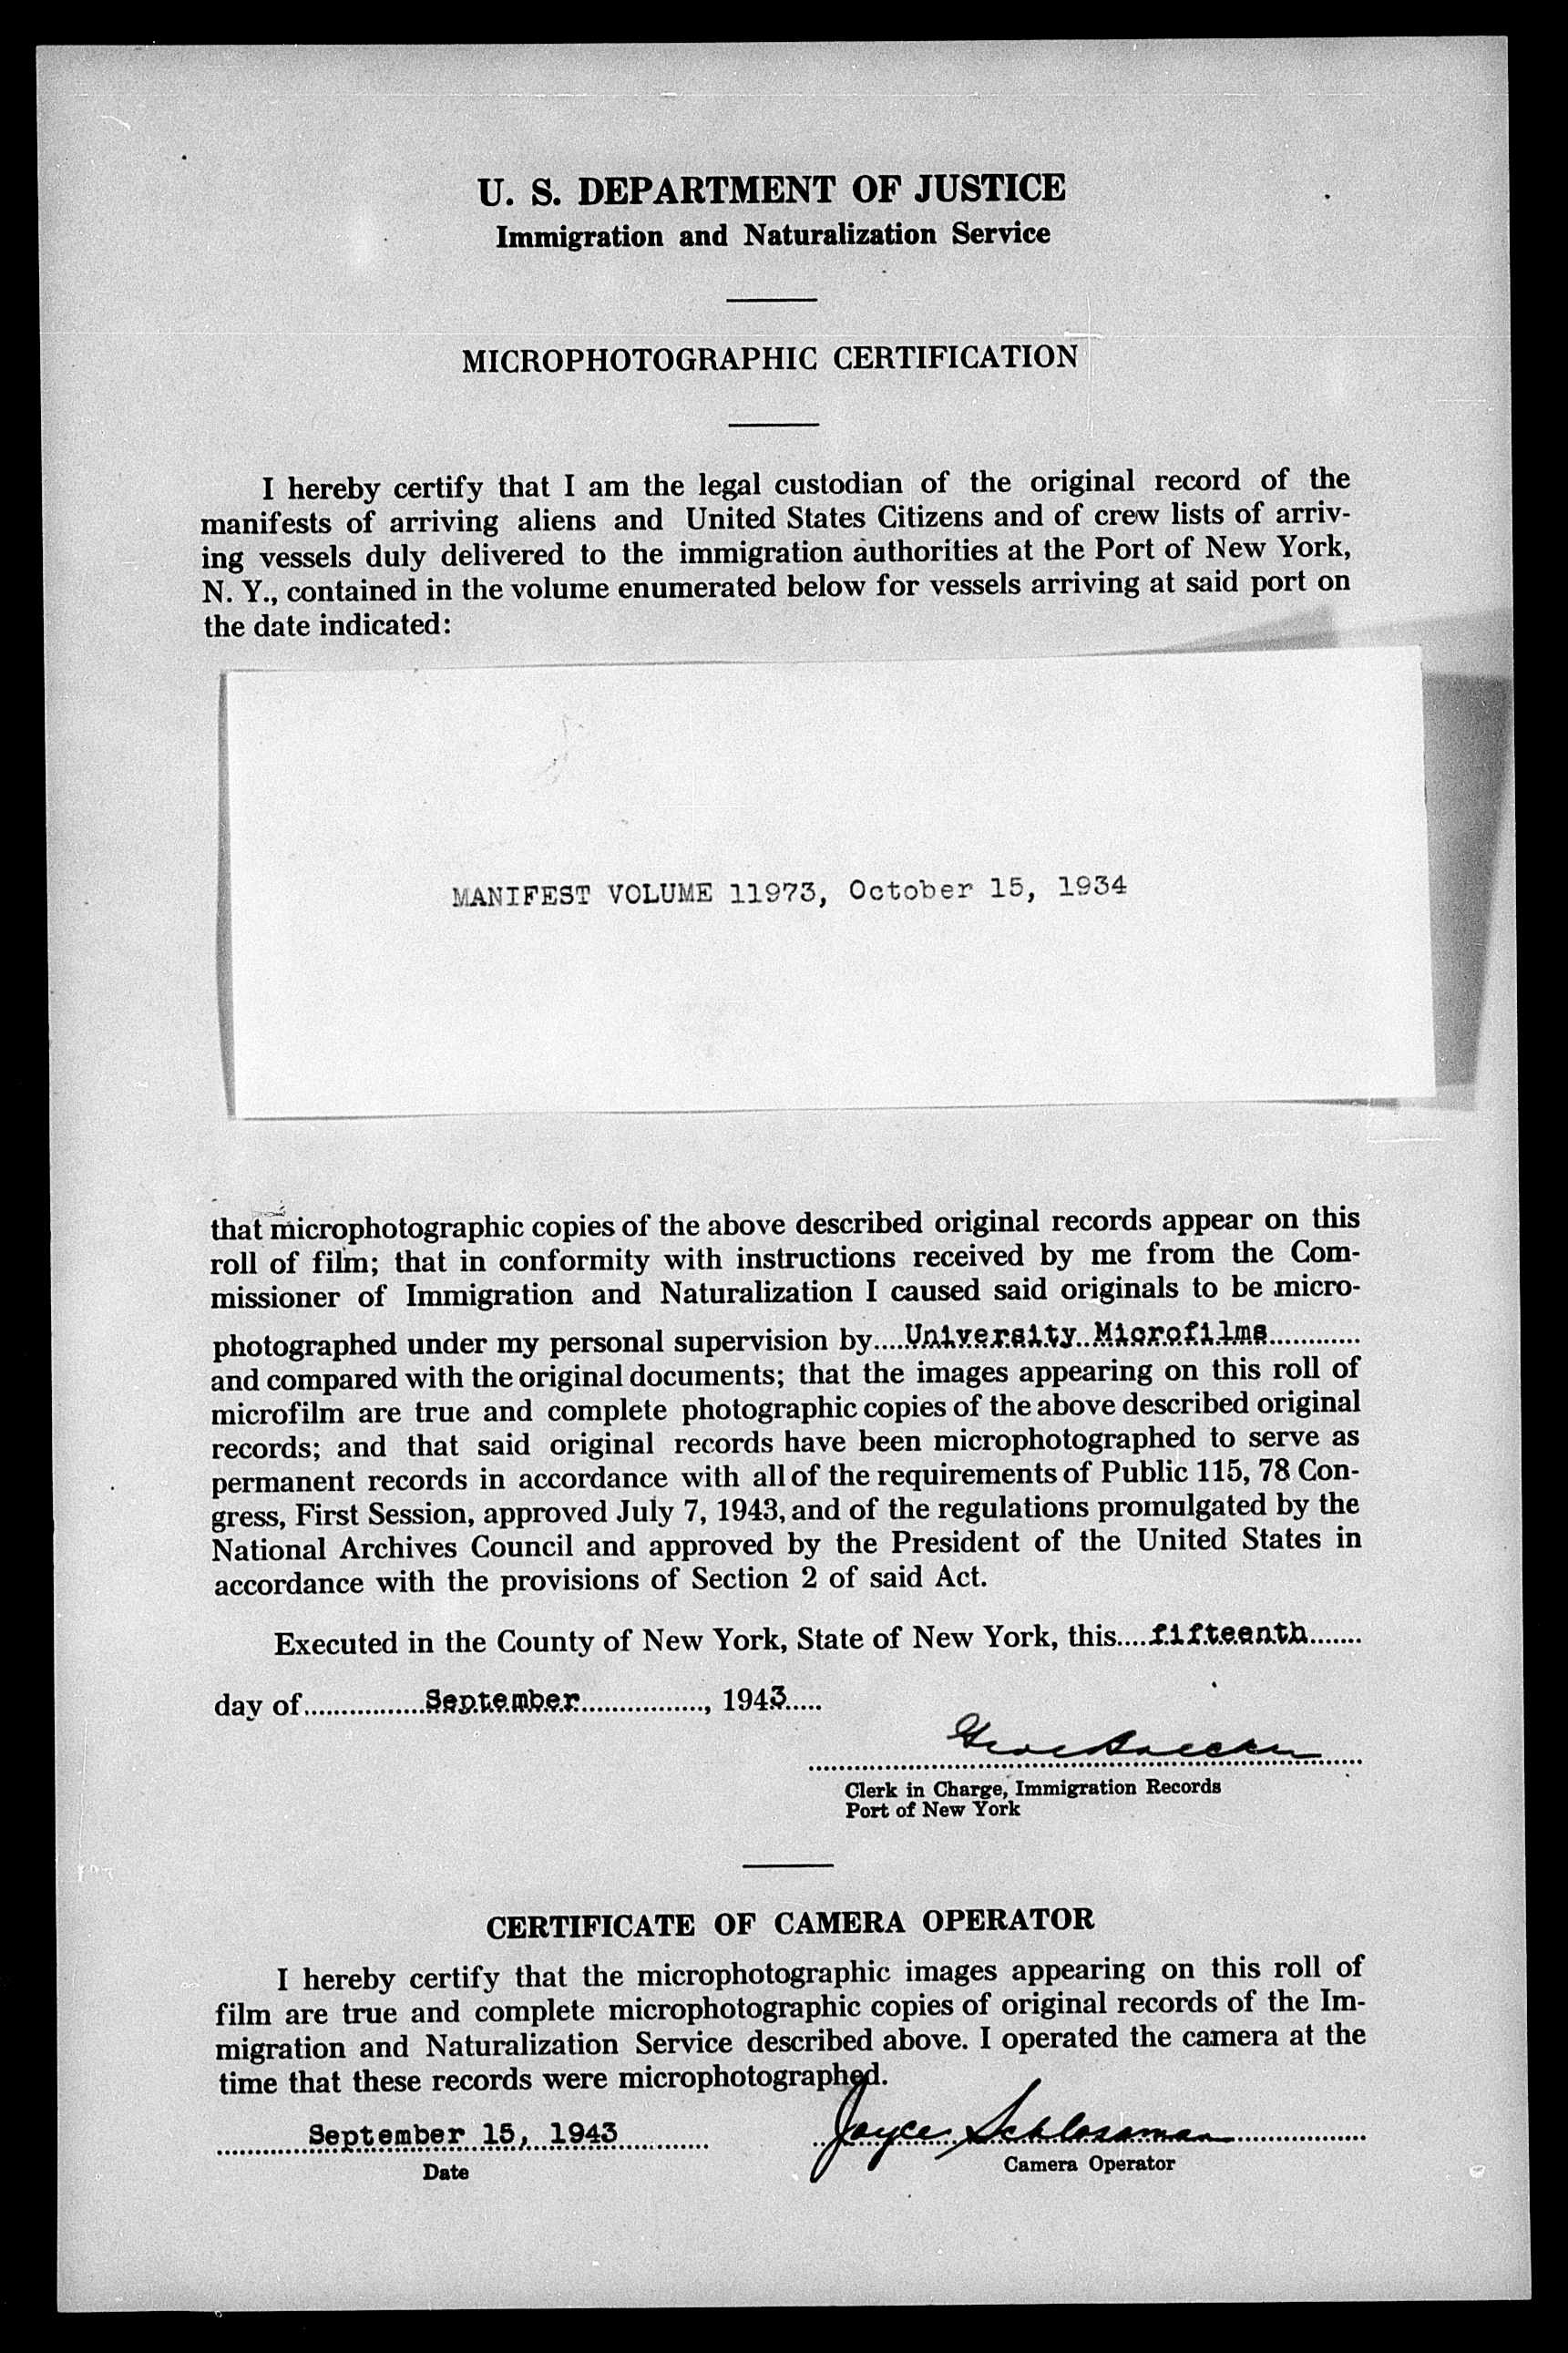 U. S. DEPARTMENT OF JUSTICE
Immigration and Naturalization Service
MICROPHOTOGRAPHIC CERTIFICATION
I hereby certify that I am the legal custodian of the original record of the
manifests of arriving aliens and United States Citizens and of crew lists of arriv-
ing vessels duly delivered to the immigration authorities at the Port of New York,
N. Y., contained in the volume enumerated below for vessels arriving at said port on
the date indicated:
MANIFEST VOLUME 11973, October 15, 1934
that microphotographic copies of the above described original records appear on this
roll of film; that in conformity with instructions received by me from the Com-
missioner of Immigration and Naturalization I caused said originals to be micro-
photographed under my personal supervision by....University Microfilms............
and compared with the original documents; that the images appearing on this roll of
microfilm are true and complete photographic copies of the above described original
records; and that said original records have been microphotographed to serve as
permanent records in accordance with all of the requirements of Public 115, 78 Con-
gress, First Session, approved July 7, 1943, and of the regulations promulgated by the
National Archives Council and approved by the President of the United States in
accordance with the provisions of Section 2 of said Act.
Executed in the County of New York, State of New York, this....fifteenth.......
day of................September................., 1943.....
Clerk in Charge, Immigration Records
Port of New York
CERTIFICATE OF CAMERA OPERATOR
I hereby certify that the microphotographic images appearing on this roll of
film are true and complete microphotographic copies of original records of the Im-
migration and Naturalization Service described above. I operated the camera at the
time that these records were microphotographed.
September 15, 1943 Joyce Schlossman
Date Camera Operator